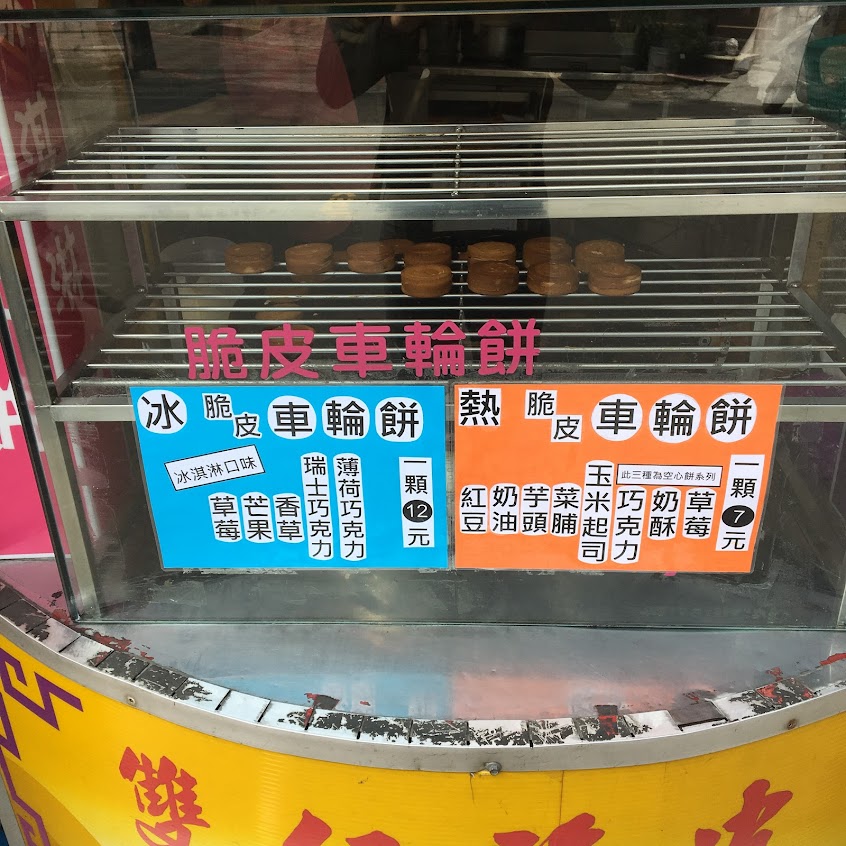 脆皮車輪餅
冰 脆皮車輪餅
冰淇淋口味
草莓
芒果
香草
瑞士巧克力
薄荷巧克力
一顆12元
熱 脆皮車輪餅
此三種為空心餅系列
紅豆
奶油
芋頭
菜脯
玉米起司
巧克力
奶酥
草莓
一顆7元
雙